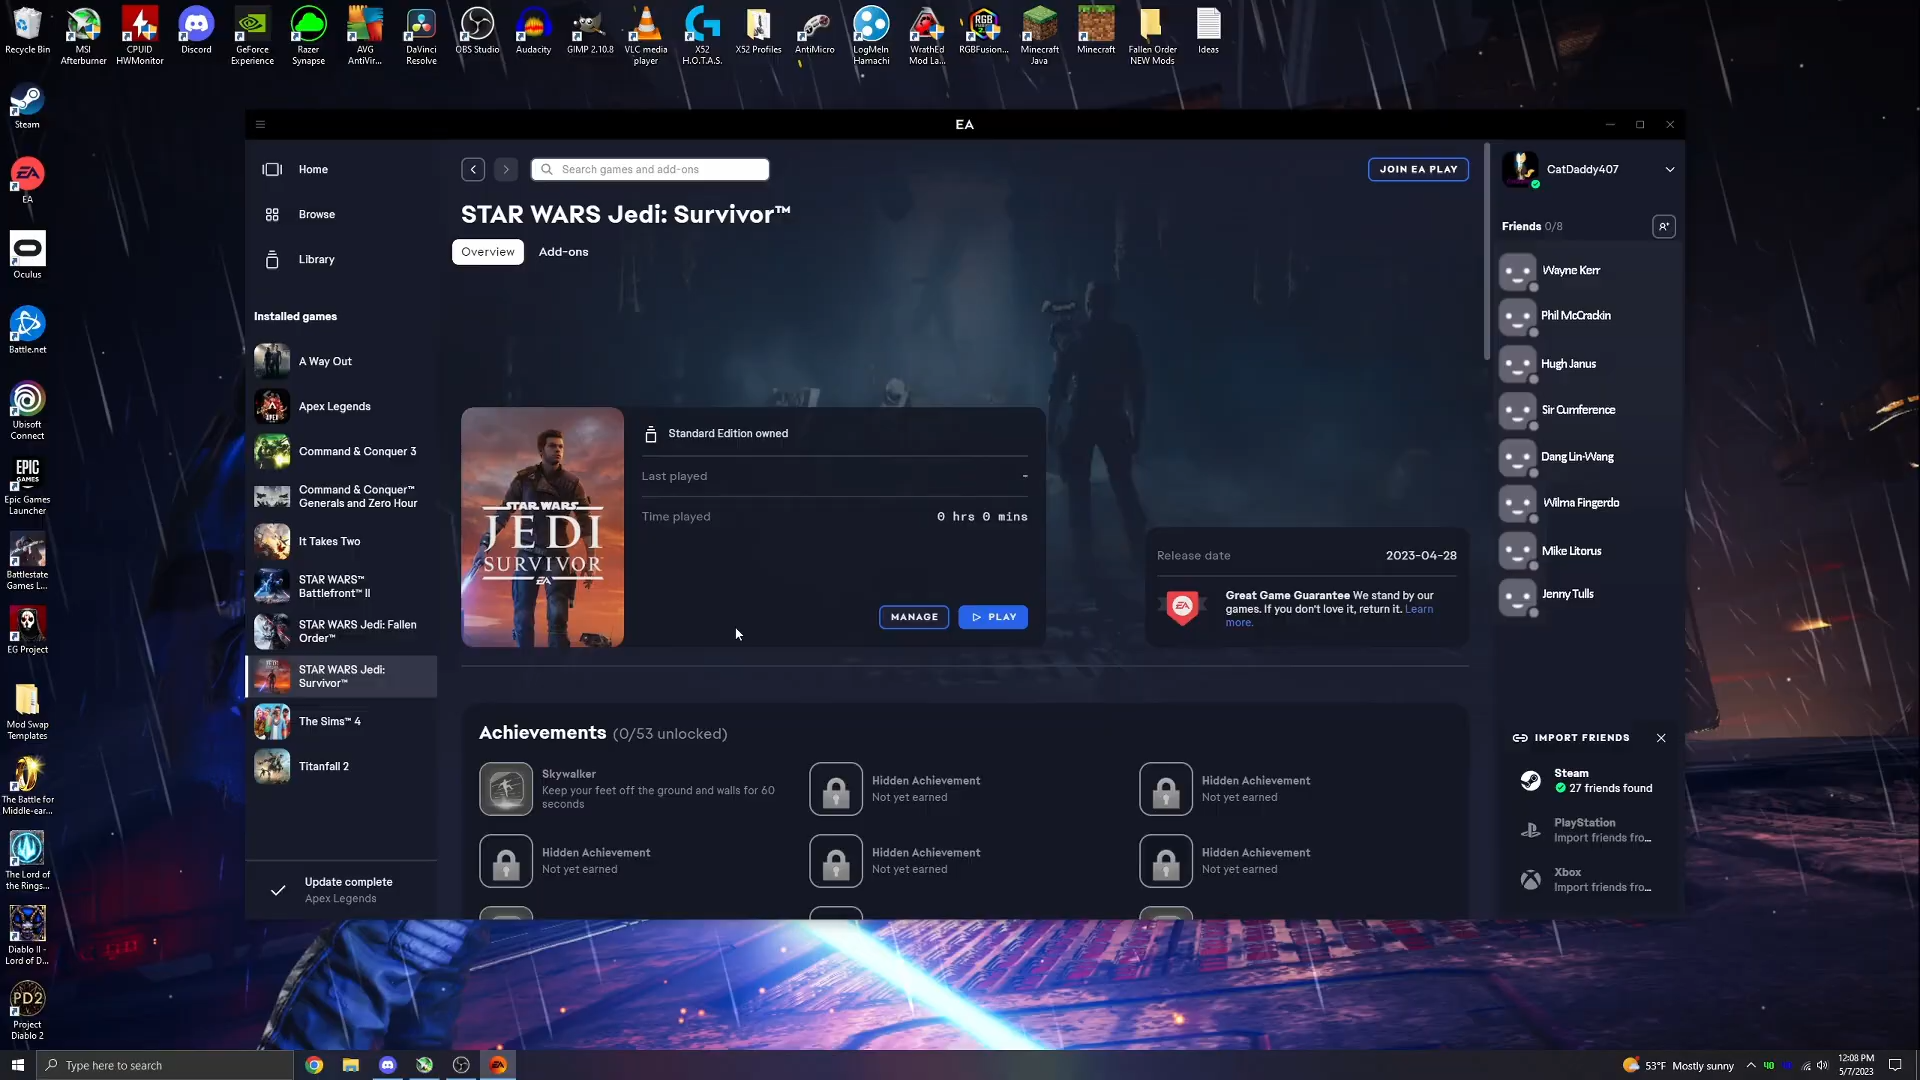 Recycle Bin
MSI
Afterburner
CPUID
HWMonitor
Discord
GeForce
Experience
Razer
Synapse
AVG
AntiVir...
DaVinci
Resolve
OBS Studio
Audacity
GIMP 2.10.8
VLC media
player
X52
H.O.T.A.S.
X52 Profiles
AntiMicro
LogMeIn
Hamachi
WrathEd
Mod La...
RGBFusion...
Minecraft
Java
Minecraft
Fallen Order
NEW Mods
Ideas
Steam
EA
Oculus
Battle.net
Ubisoft
Connect
EPIC
GAMES
Epic Games
Launcher
Battlestate
Games L...
EG Project
Mod Swap
Templates
The Battle for
Middle-ear...
The Lord of
the Rings...
Diablo II -
Lord of D...
PD2
Project
Diablo 2
EA
Home
Browse
Library
Installed games
A Way Out
Apex Legends
Command & Conquer 3
Command & Conquer™
Generals and Zero Hour
It Takes Two
STAR WARS™
Battlefront™ II
STAR WARS Jedi: Fallen
Order™
STAR WARS Jedi:
Survivor™
The Sims™ 4
Titanfall 2
Update complete
Apex Legends
Search games and add-ons
JOIN EA PLAY
STAR WARS Jedi: Survivor™
Overview
Add-ons
STAR WARS
JEDI
SURVIVOR
EA
Standard Edition owned
Last played
-
Time played
0 hrs 0 mins
MANAGE
PLAY
Release date
2023-04-28
EA
Great Game Guarantee We stand by our
games. If you don't love it, return it. Learn
more.
Achievements (0/53 unlocked)
Skywalker
Keep your feet off the ground and walls for 60
seconds
Hidden Achievement
Not yet earned
Hidden Achievement
Not yet earned
Hidden Achievement
Not yet earned
Hidden Achievement
Not yet earned
Hidden Achievement
Not yet earned
CatDaddy407
Friends 0/8
Wayne Kerr
Phil McCrackin
Hugh Janus
Sir Cumference
Dang Lin-Wang
Wilma Fingerdo
Mike Litorus
Jenny Tulls
IMPORT FRIENDS
Steam
27 friends found
PlayStation
Import friends fro...
Xbox
Import friends fro...
Type here to search
53°F Mostly sunny
40
12:08 PM
5/7/2023